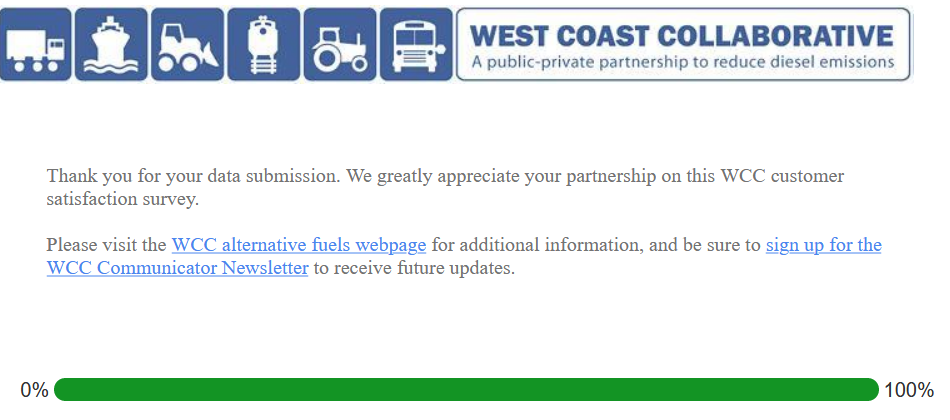 WEST COAST COLLABORATIVE
A public-private partnership to reduce diesel emissions
Thank you for your data submission. We greatly appreciate your partnership on this WCC customer
satisfaction survey.
Please visit the WCC alternative fuels webpage for additional information, and be sure to sign up for the
WCC Communicator Newsletter to receive future updates.
0% 100%